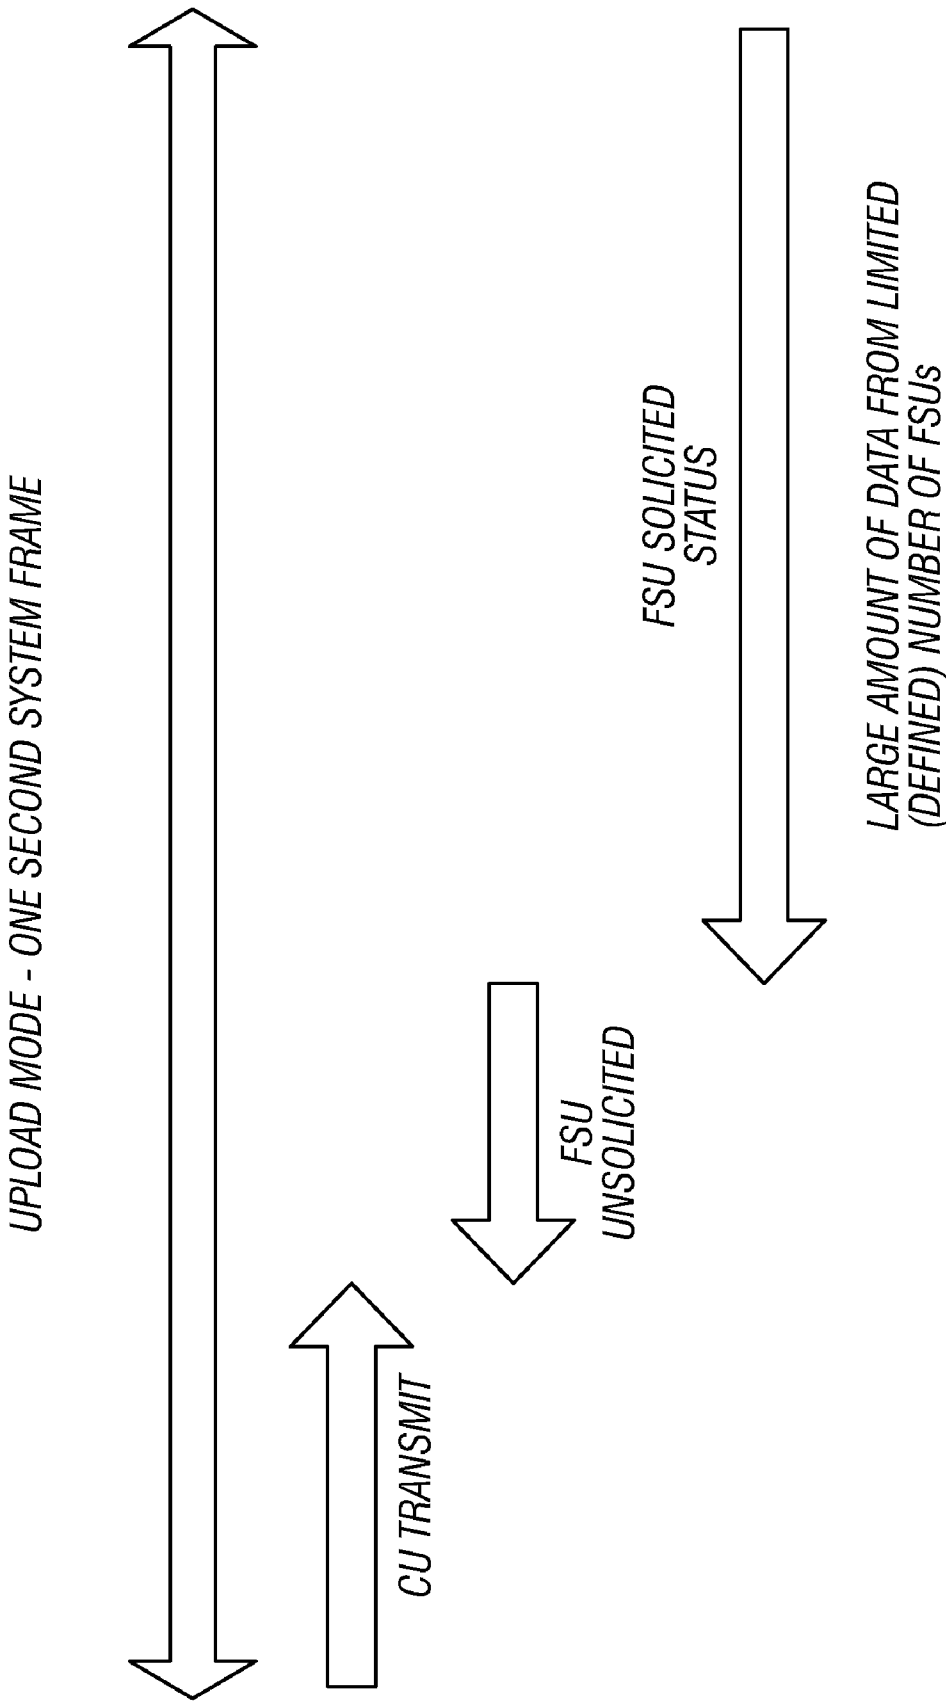 UPLOAD MODE - ONE SECOND SYSTEM FRAME
CU TRANSMIT
FSU
UNSOLICITED
FSU SOLICITED
STATUS
LARGE AMOUNT OF DATA FROM LIMITED
(DEFINED) NUMBER OF FSUs